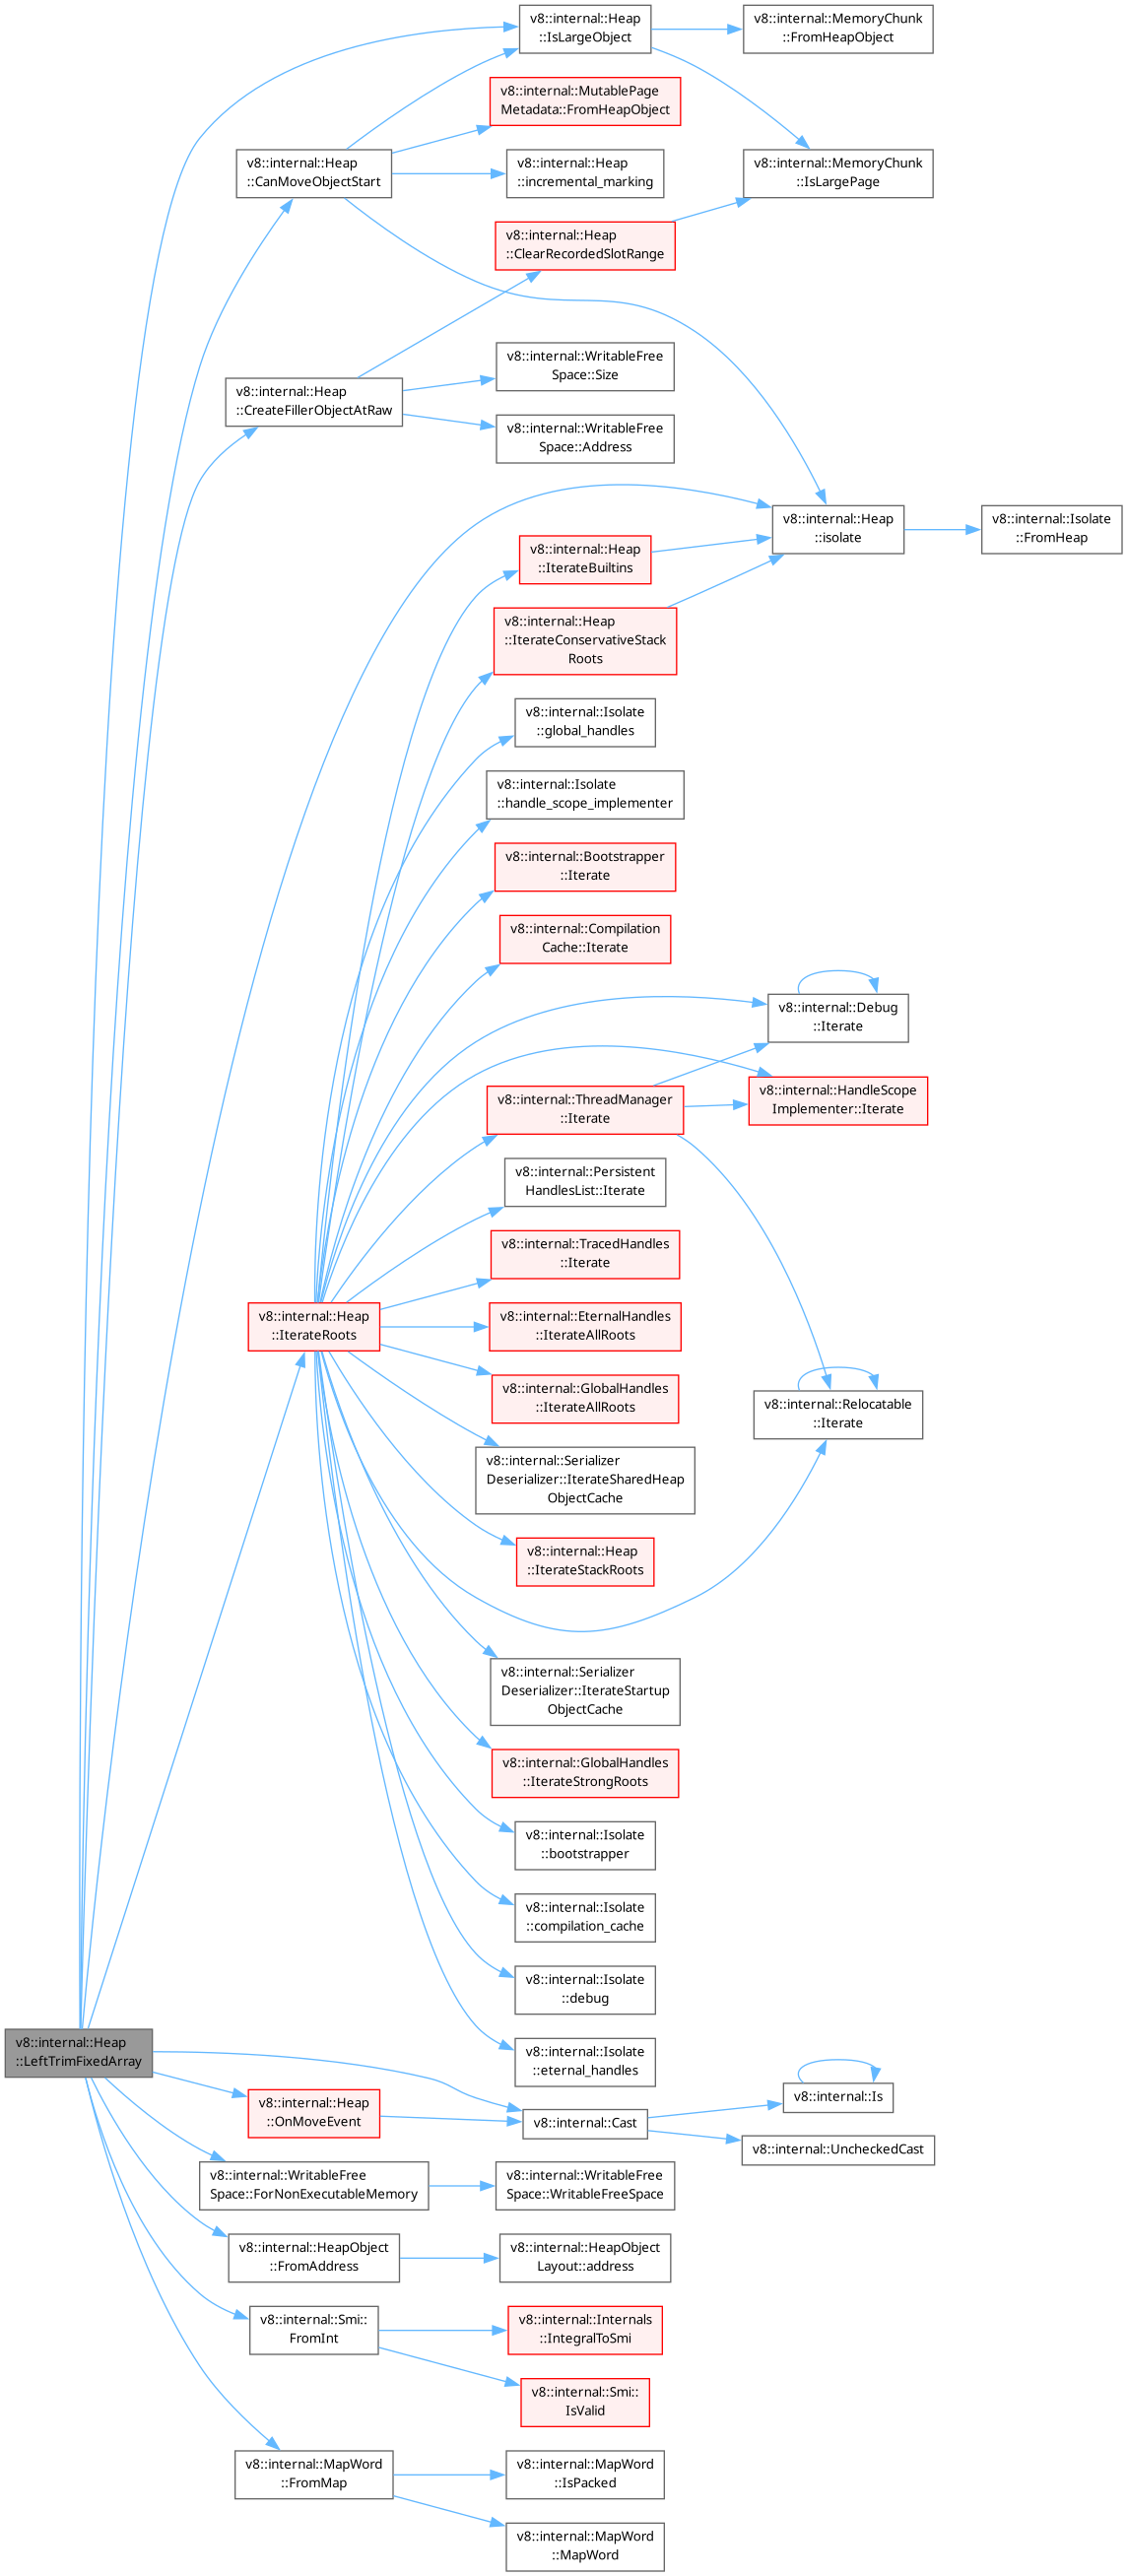 v8::internal::Heap
::IsLargeObject
v8::internal::MemoryChunk
::FromHeapObject
v8::internal::MutablePage
Metadata::FromHeapObject
v8::internal::Heap
::CanMoveObjectStart
v8::internal::Heap
::incremental_marking
v8::internal::MemoryChunk
::IsLargePage
v8::internal::Heap
::ClearRecordedSlotRange
v8::internal::WritableFree
Space::Size
v8::internal::Heap
::CreateFillerObjectAtRaw
v8::internal::WritableFree
Space::Address
v8::internal::Heap
::isolate
v8::internal::Isolate
::FromHeap
v8::internal::Heap
::IterateBuiltins
v8::internal::Heap
::IterateConservativeStack
Roots
v8::internal::Isolate
::global_handles
v8::internal::Isolate
::handle_scope_implementer
v8::internal::Bootstrapper
::Iterate
v8::internal::Compilation
Cache::Iterate
v8::internal::Debug
::Iterate
v8::internal::ThreadManager
::Iterate
v8::internal::HandleScope
Implementer::Iterate
v8::internal::Persistent
HandlesList::Iterate
v8::internal::TracedHandles
::Iterate
v8::internal::Heap
::IterateRoots
v8::internal::EternalHandles
::IterateAllRoots
v8::internal::GlobalHandles
::IterateAllRoots
v8::internal::Relocatable
::Iterate
v8::internal::Serializer
Deserializer::IterateSharedHeap
ObjectCache
v8::internal::Heap
::IterateStackRoots
v8::internal::Serializer
Deserializer::IterateStartup
ObjectCache
v8::internal::GlobalHandles
::IterateStrongRoots
v8::internal::Isolate
::bootstrapper
v8::internal::Isolate
::compilation_cache
v8::internal::Isolate
::debug
v8::internal::Heap
::LeftTrimFixedArray
v8::internal::Isolate
::eternal_handles
v8::internal::Is
v8::internal::Heap
::OnMoveEvent
v8::internal::Cast
v8::internal::UncheckedCast
v8::internal::WritableFree
Space::ForNonExecutableMemory
v8::internal::WritableFree
Space::WritableFreeSpace
v8::internal::HeapObject
::FromAddress
v8::internal::HeapObject
Layout::address
v8::internal::Smi::
FromInt
v8::internal::Internals
::IntegralToSmi
v8::internal::Smi::
IsValid
v8::internal::MapWord
::FromMap
v8::internal::MapWord
::IsPacked
v8::internal::MapWord
::MapWord